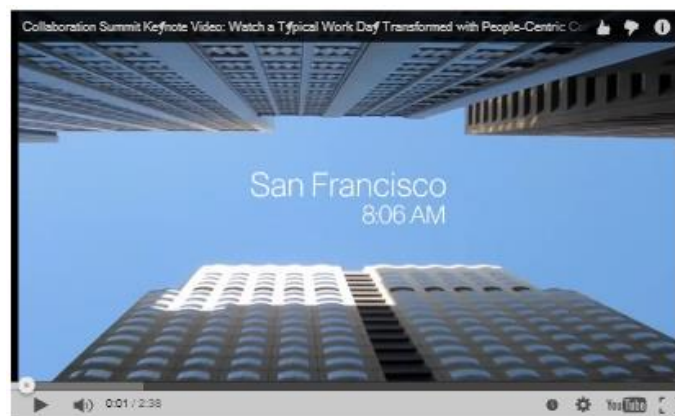 Collaboration Summit Keynote Video: Watch a Typical Work Day Transformed with People-Centric
San Francisco
8:06 AM
0:01 / 2:38
YouTube